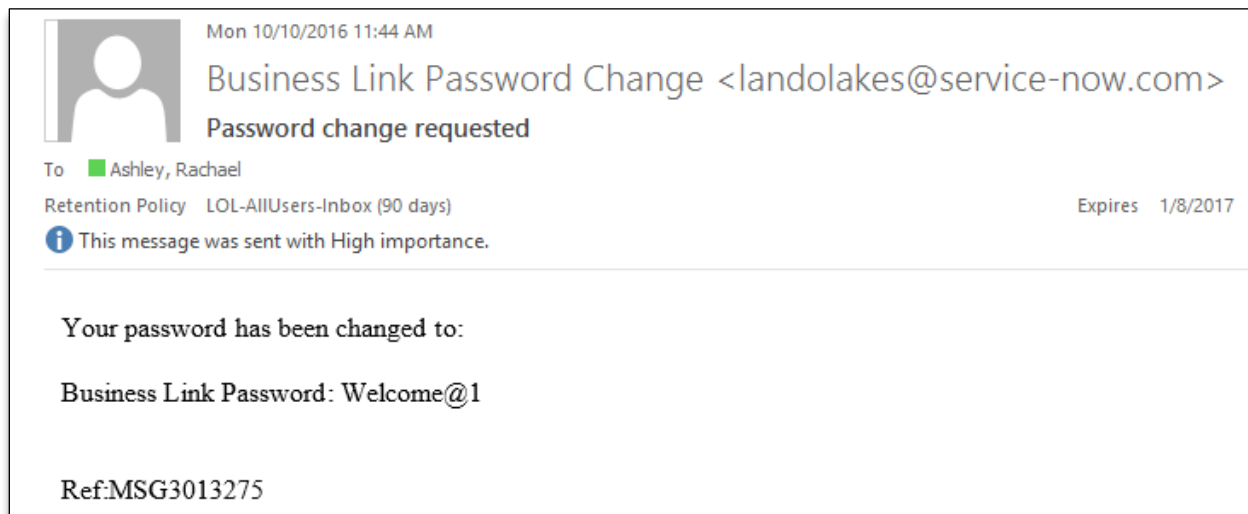 Mon 10/10/2016 11:44 AM
Business Link Password Change <landolakes@service-now.com>
Password change requested
To Ashley, Rachael
Retention Policy LOL-AllUsers-Inbox (90 days) Expires 1/8/2017
This message was sent with High importance.
Your password has been changed to:
Business Link Password: Welcome@1
Ref:MSG3013275